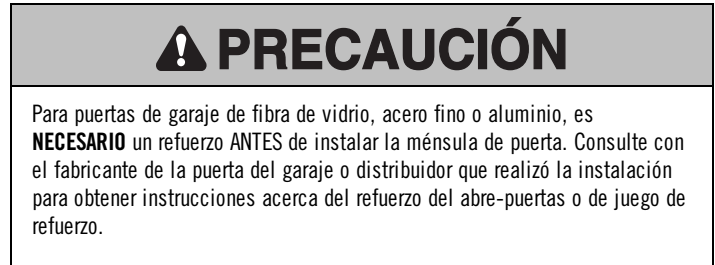 PRECAUCIÓN
Para puertas de garaje de fibra de vidrio, acero fino o aluminio, es
NECESARIO un refuerzo ANTES de instalar la ménsula de puerta. Consulte con
el fabricante de la puerta del garaje o distribuidor que realizó la instalación
para obtener instrucciones acerca del refuerzo del abre-puertas o de juego de
refuerzo.